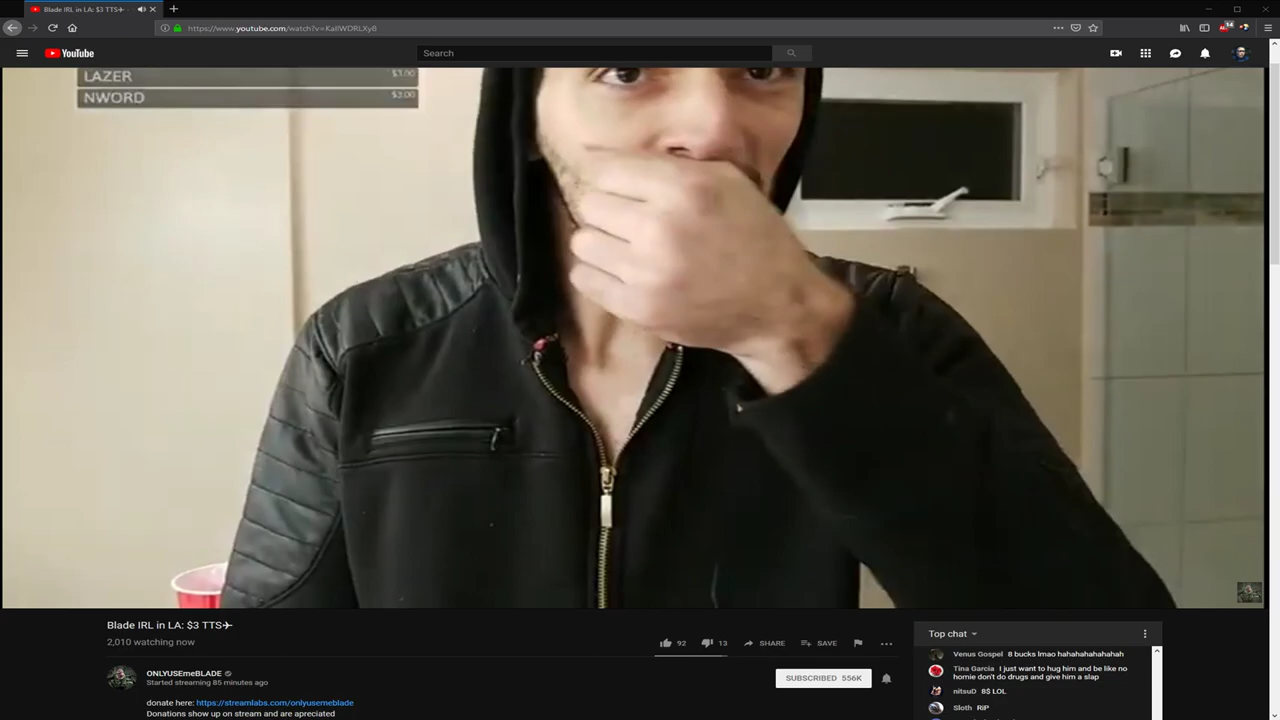 Blade IRL in LA: $3 TTS✈
https://www.youtube.com/watch?v=KaIlWDRLXyB
14
YouTube
Search
LAZER $3.00
NWORD $3.00
Blade IRL in LA: $3 TTS✈
2,010 watching now
92
13
SHARE
SAVE
ONLYUSEmeBLADE
Started streaming 85 minutes ago
SUBSCRIBED 556K
donate here: https://streamlabs.com/onlyusemeblade
Donations show up on stream and are apreciated
Top chat
Venus Gospel 8 bucks lmao hahahahahahahah
Tina Garcia I just want to hug him and be like no
homie don't do drugs and give him a slap
nitsuD 8$ LOL
Sloth RiP